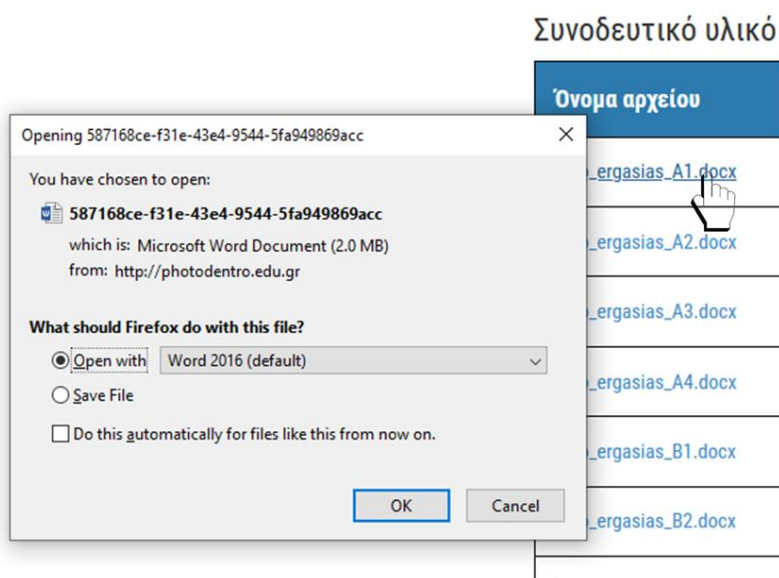 Συνοδευτικό υλικό
Όνομα αρχείου
Opening 587168ce-f31e-43e4-9544-5fa949869acc
You have chosen to open:
587168ce-f31e-43e4-9544-5fa949869acc
which is: Microsoft Word Document (2.0 MB)
from: http://photodentro.edu.gr
What should Firefox do with this file?
Open with
Word 2016 (default)
Save File
Do this automatically for files like this from now on.
OK
Cancel
_ergasias_A1.docx
_ergasias_A2.docx
_ergasias_A3.docx
_ergasias_A4.docx
_ergasias_B1.docx
_ergasias_B2.docx